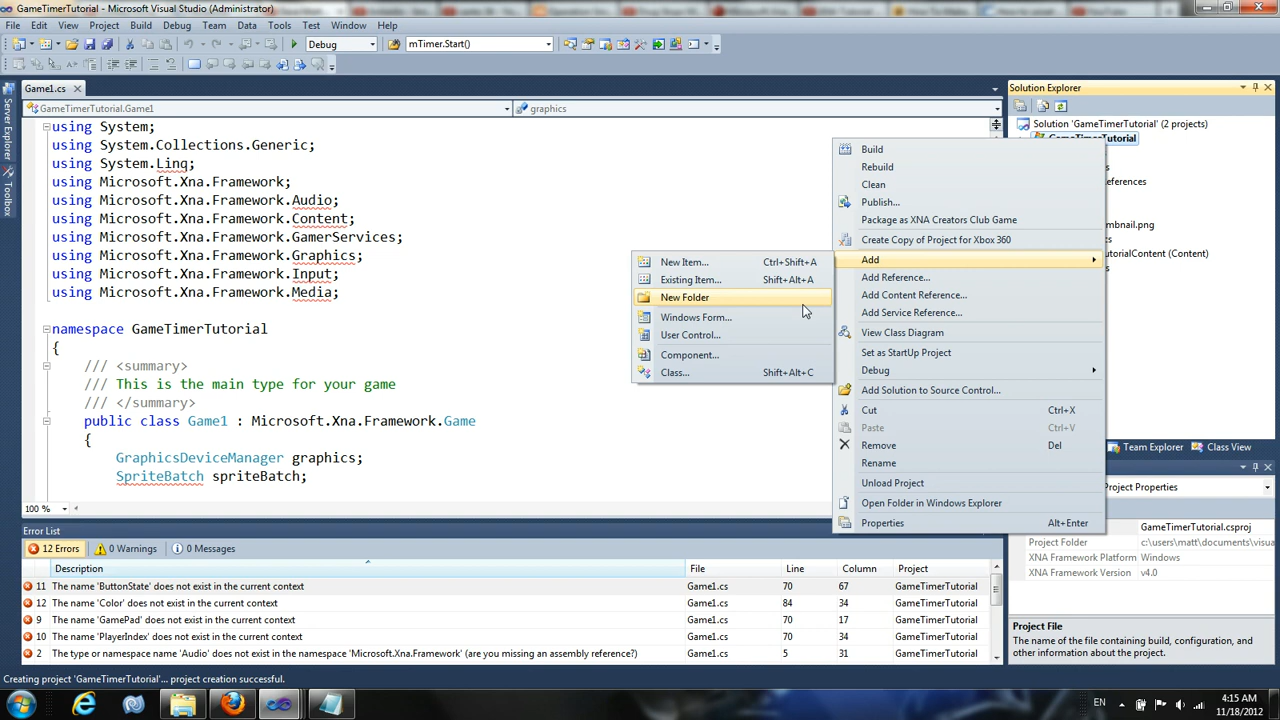 GameTimerTutorial - Microsoft Visual Studio (Administrator)
File Edit View Project Build Debug Team Data Tools Test Window Help
Debug mTimer.Start()
Game1.cs
Solution Explorer
GameTimerTutorial.Game1 graphics
Server Explorer
Toolbox
using System;
using System.Collections.Generic;
using System.Linq;
using Microsoft.Xna.Framework;
using Microsoft.Xna.Framework.Audio;
using Microsoft.Xna.Framework.Content;
using Microsoft.Xna.Framework.GamerServices;
using Microsoft.Xna.Framework.Graphics;
using Microsoft.Xna.Framework.Input;
using Microsoft.Xna.Framework.Media;
namespace GameTimerTutorial
{
/// <summary>
/// This is the main type for your game
/// </summary>
public class Game1 : Microsoft.Xna.Framework.Game
{
GraphicsDeviceManager graphics;
SpriteBatch spriteBatch;
100 %
New Item... Ctrl+Shift+A
Existing Item... Shift+Alt+A
New Folder
Windows Form...
User Control...
Component...
Class... Shift+Alt+C
Build
Rebuild
Clean
Publish...
Package as XNA Creators Club Game
Create Copy of Project for Xbox 360
Add
Add Reference...
Add Content Reference...
Add Service Reference...
View Class Diagram
Set as StartUp Project
Debug
Add Solution to Source Control...
Cut Ctrl+X
Paste Ctrl+V
Remove Del
Rename
Unload Project
Open Folder in Windows Explorer
Properties Alt+Enter
Solution 'GameTimerTutorial' (2 projects)
GameTimerTutorial
Team Explorer Class View
Project Properties
GameTimerTutorial.csproj
Project Folder c:\users\matt\documents\visua
XNA Framework Platform Windows
XNA Framework Version v4.0
Project File
The name of the file containing build, configuration, and other information about the project.
Error List
12 Errors 0 Warnings 0 Messages
Description File Line Column Project
11 The name 'ButtonState' does not exist in the current context Game1.cs 70 67 GameTimerTutorial
12 The name 'Color' does not exist in the current context Game1.cs 84 34 GameTimerTutorial
9 The name 'GamePad' does not exist in the current context Game1.cs 70 17 GameTimerTutorial
10 The name 'PlayerIndex' does not exist in the current context Game1.cs 70 34 GameTimerTutorial
2 The type or namespace name 'Audio' does not exist in the namespace 'Microsoft.Xna.Framework' (are you missing an assembly reference?) Game1.cs 5 31 GameTimerTutorial
Creating project 'GameTimerTutorial'... project creation successful.
EN
4:15 AM
11/18/2012